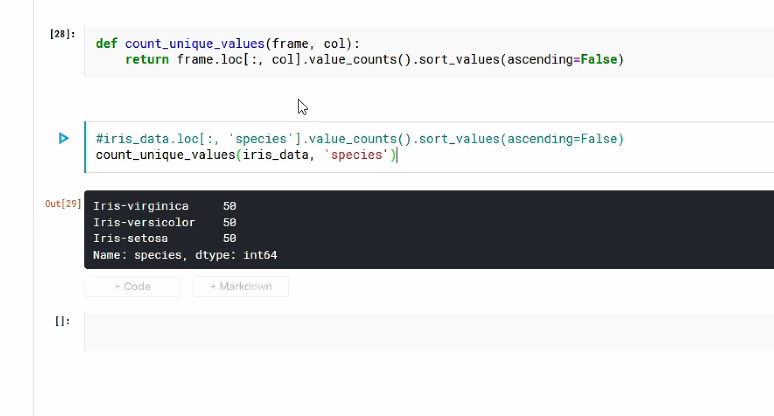 [28]:
def count_unique_values(frame, col):
    return frame.loc[:, col].value_counts().sort_values(ascending=False)
#iris_data.loc[:, 'species'].value_counts().sort_values(ascending=False)
count_unique_values(iris_data, 'species')
Out[29]
Iris-virginica     50
Iris-versicolor    50
Iris-setosa        50
Name: species, dtype: int64
+ Code
+ Markdown
[]: